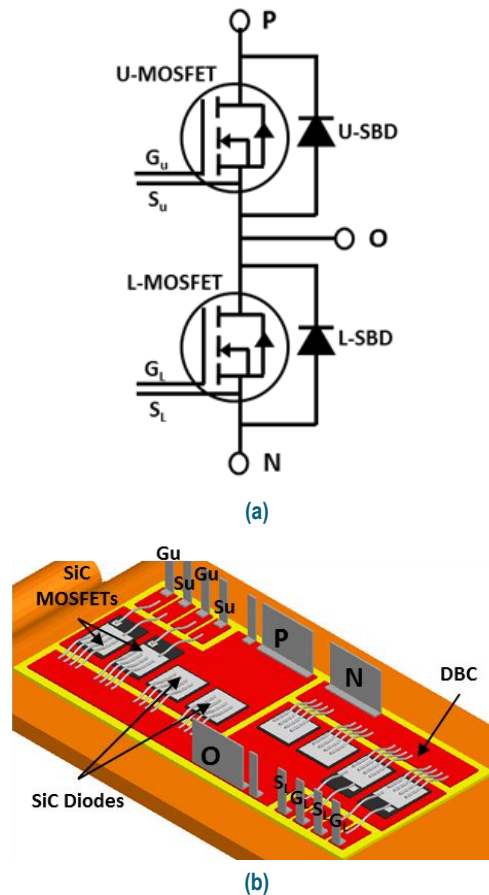 P
U-MOSFET
U-SBD
Gu
Su
O
L-MOSFET
L-SBD
GL
SL
N
(a)
Gu
SiC Su Gu
MOSFETs Su
P
N
DBC
O
SL GL SL GL
SiC Diodes
(b)